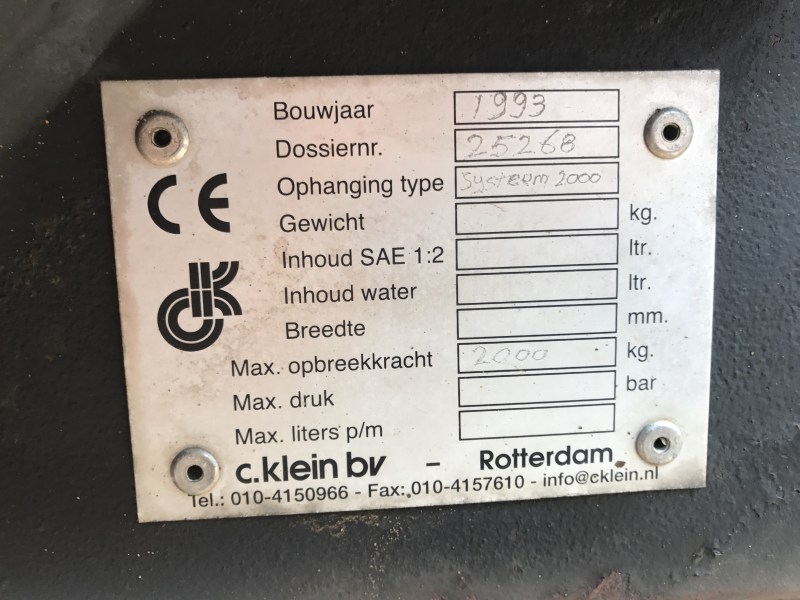 Bouwjaar 1993
Dossiernr. 25268
CE
Ophanging type Systeem 2000
Gewicht kg.
Inhoud SAE 1:2 ltr.
Inhoud water ltr.
CK
Breedte mm.
Max. opbreekkracht 2000 kg.
Max. druk bar
Max. liters p/m
c.klein bv - Rotterdam
Tel.: 010-4150966 - Fax: 010-4157610 - info@cklein.nl